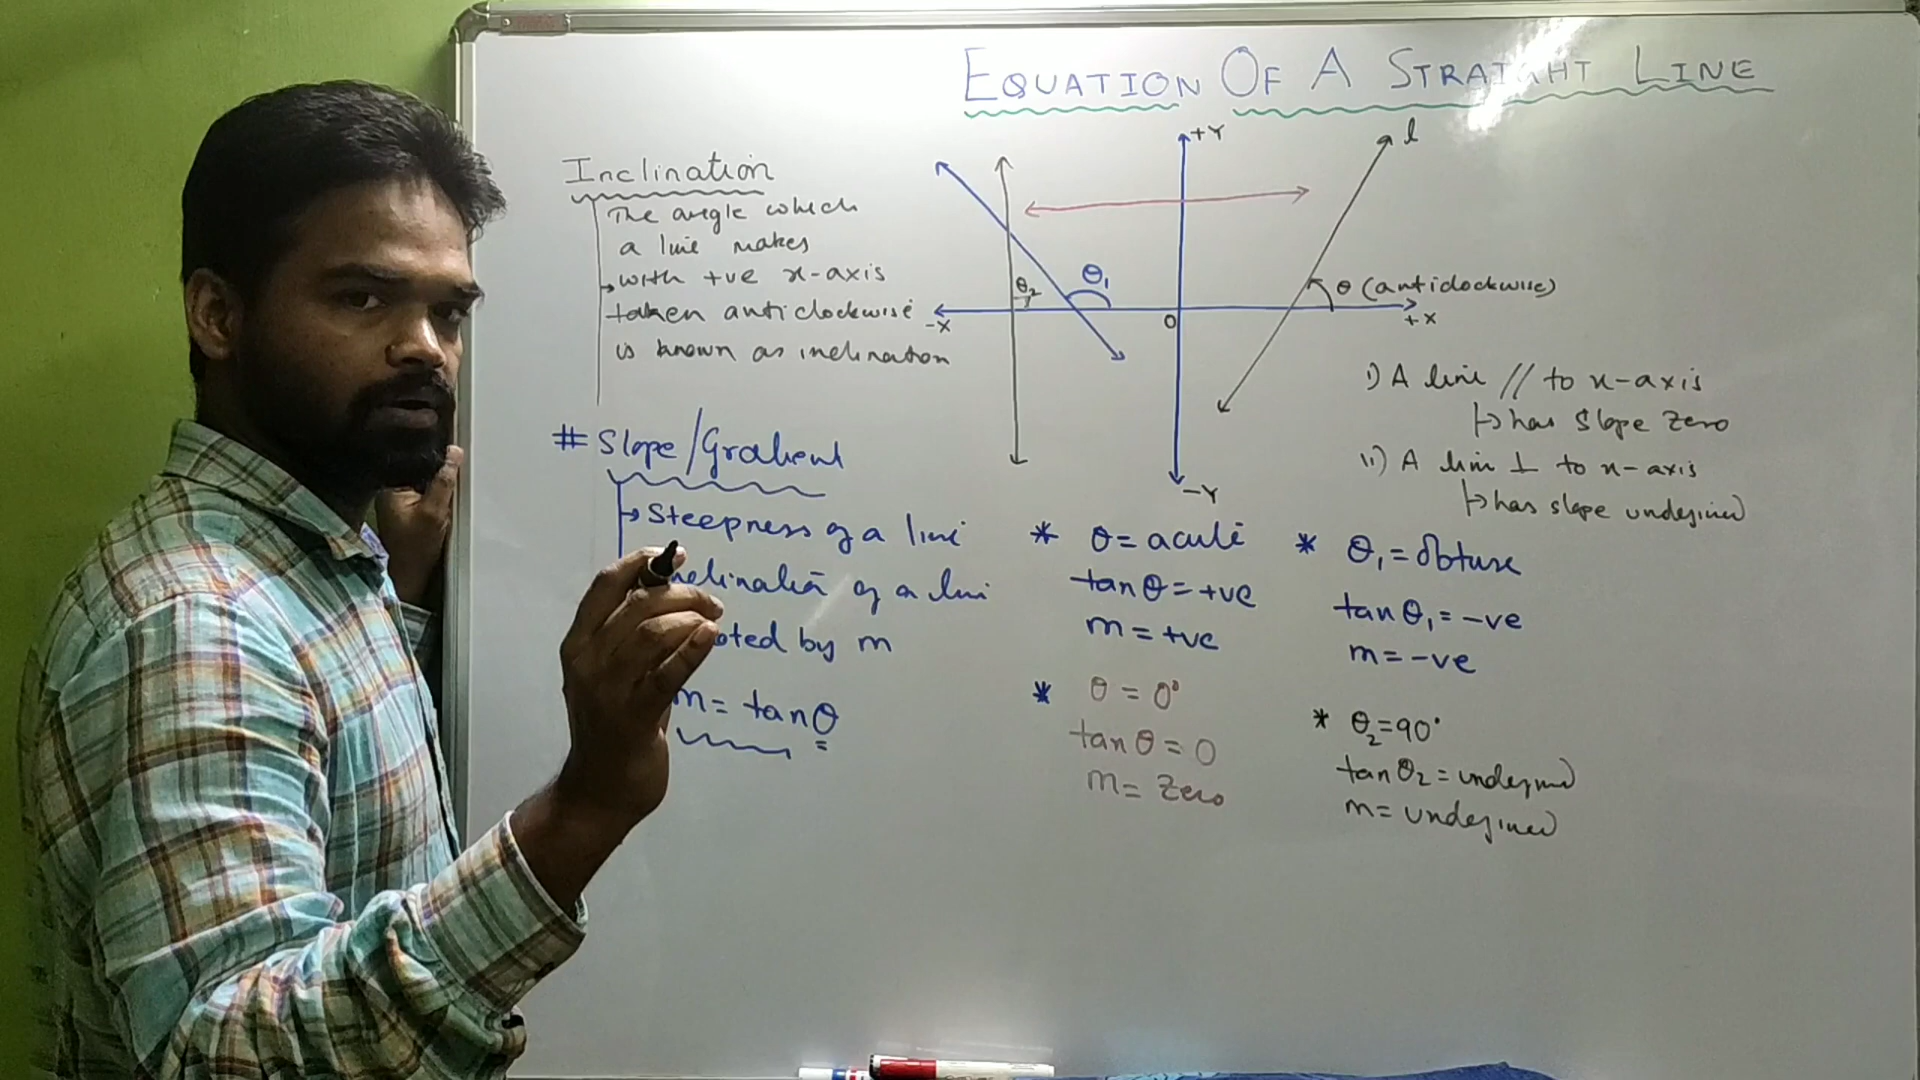 EQUATION OF A STRAIGHT LINE
Inclination
The angle which
a line makes
with +ve x-axis
taken anticlockwise
is known as inclination
+Y
l
θ₂
θ₁
θ (anticlockwise)
-X
O
+X
-Y
i) A line // to x-axis
has slope zero
ii) A line ⊥ to x-axis
has slope undefined
# Slope/Gradient
Steepness of a line
of a line
by m
m = tanθ
* θ = acute
tanθ = +ve
m = +ve
* θ₁ = obtuse
tanθ₁ = -ve
m = -ve
* θ = 0°
tanθ = 0
m = zero
* θ₂ = 90°
tanθ₂ = undefined
m = undefined